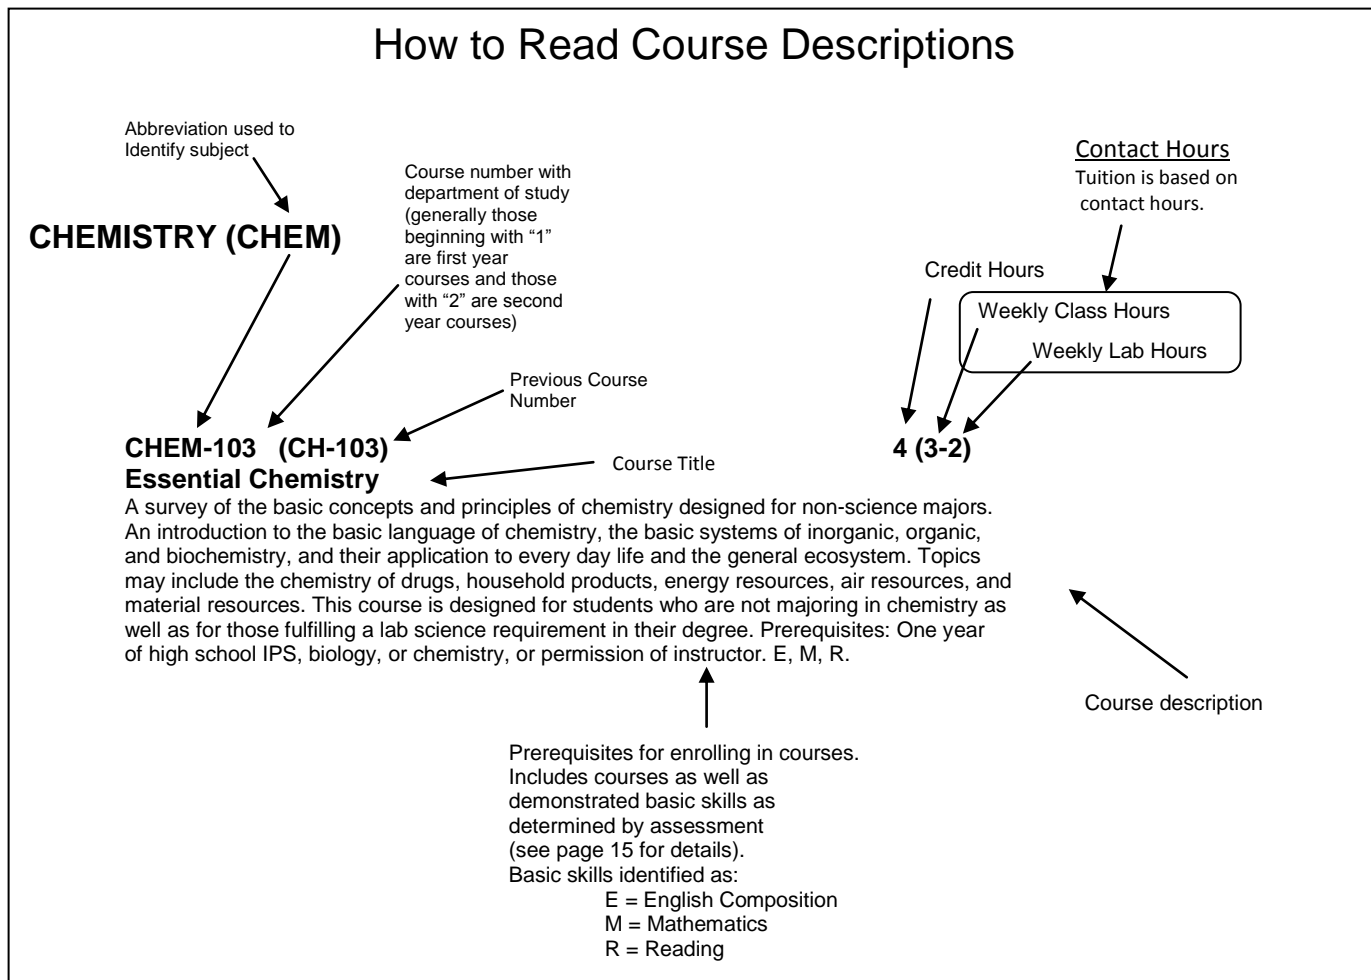 How to Read Course Descriptions
Abbreviation used to
Identify subject
CHEMISTRY (CHEM)
Course number with
department of study
(generally those
beginning with “1”
are first year
courses and those
with “2” are second
year courses)
Contact Hours
Tuition is based on
contact hours.
Credit Hours
Weekly Class Hours
Weekly Lab Hours
Previous Course
Number
CHEM-103 (CH-103) 4 (3-2)
Essential Chemistry
Course Title
A survey of the basic concepts and principles of chemistry designed for non-science majors.
An introduction to the basic language of chemistry, the basic systems of inorganic, organic,
and biochemistry, and their application to every day life and the general ecosystem. Topics
may include the chemistry of drugs, household products, energy resources, air resources, and
material resources. This course is designed for students who are not majoring in chemistry as
well as for those fulfilling a lab science requirement in their degree. Prerequisites: One year
of high school IPS, biology, or chemistry, or permission of instructor. E, M, R.
Course description
Prerequisites for enrolling in courses.
Includes courses as well as
demonstrated basic skills as
determined by assessment
(see page 15 for details).
Basic skills identified as:
E = English Composition
M = Mathematics
R = Reading